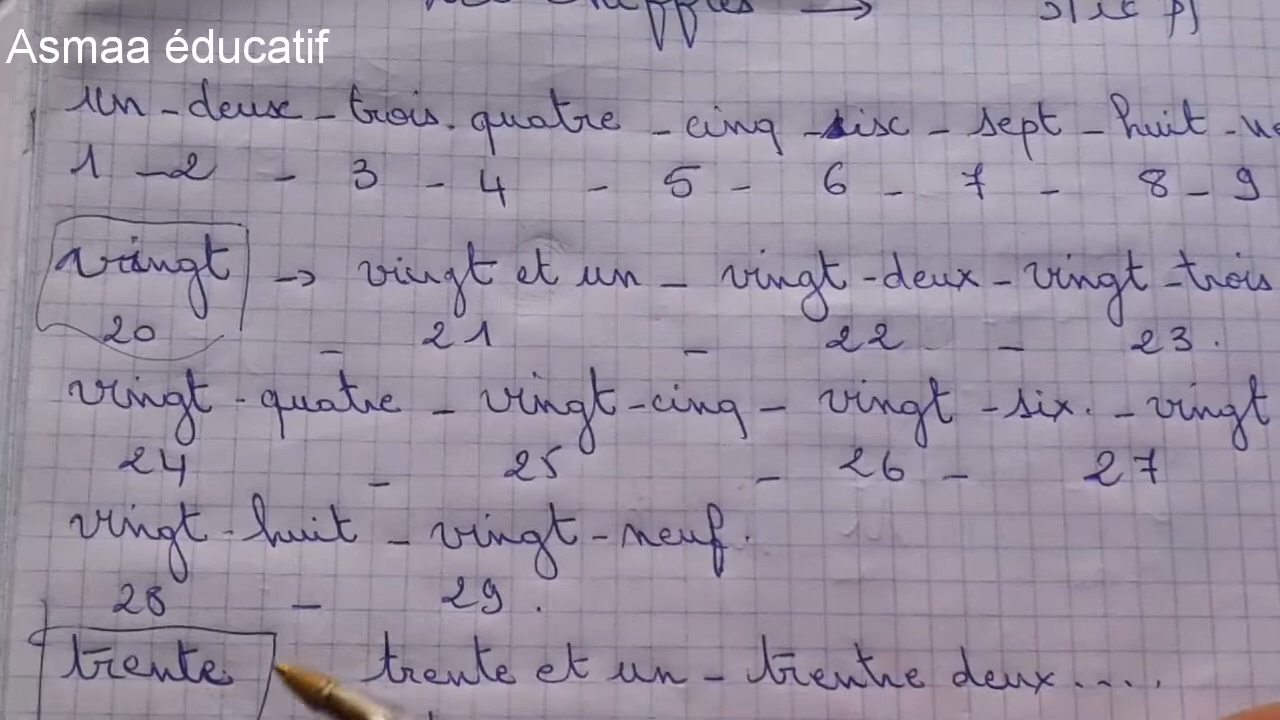 Asmaa éducatif
un - deux - trois. quatre - cinq - six - sept - huit -
1 - 2 - 3 - 4 - 5 - 6 - 7 - 8 - 9
vingt -> vingt et un - vingt - deux - vingt - trois
20 - 21 - 22 - 23.
vingt - quatre - vingt - cinq - vingt - six. - vingt
24 - 25 - 26 - 27
vingt - huit - vingt - neuf.
28 - 29.
trente trente et un - trente deux....